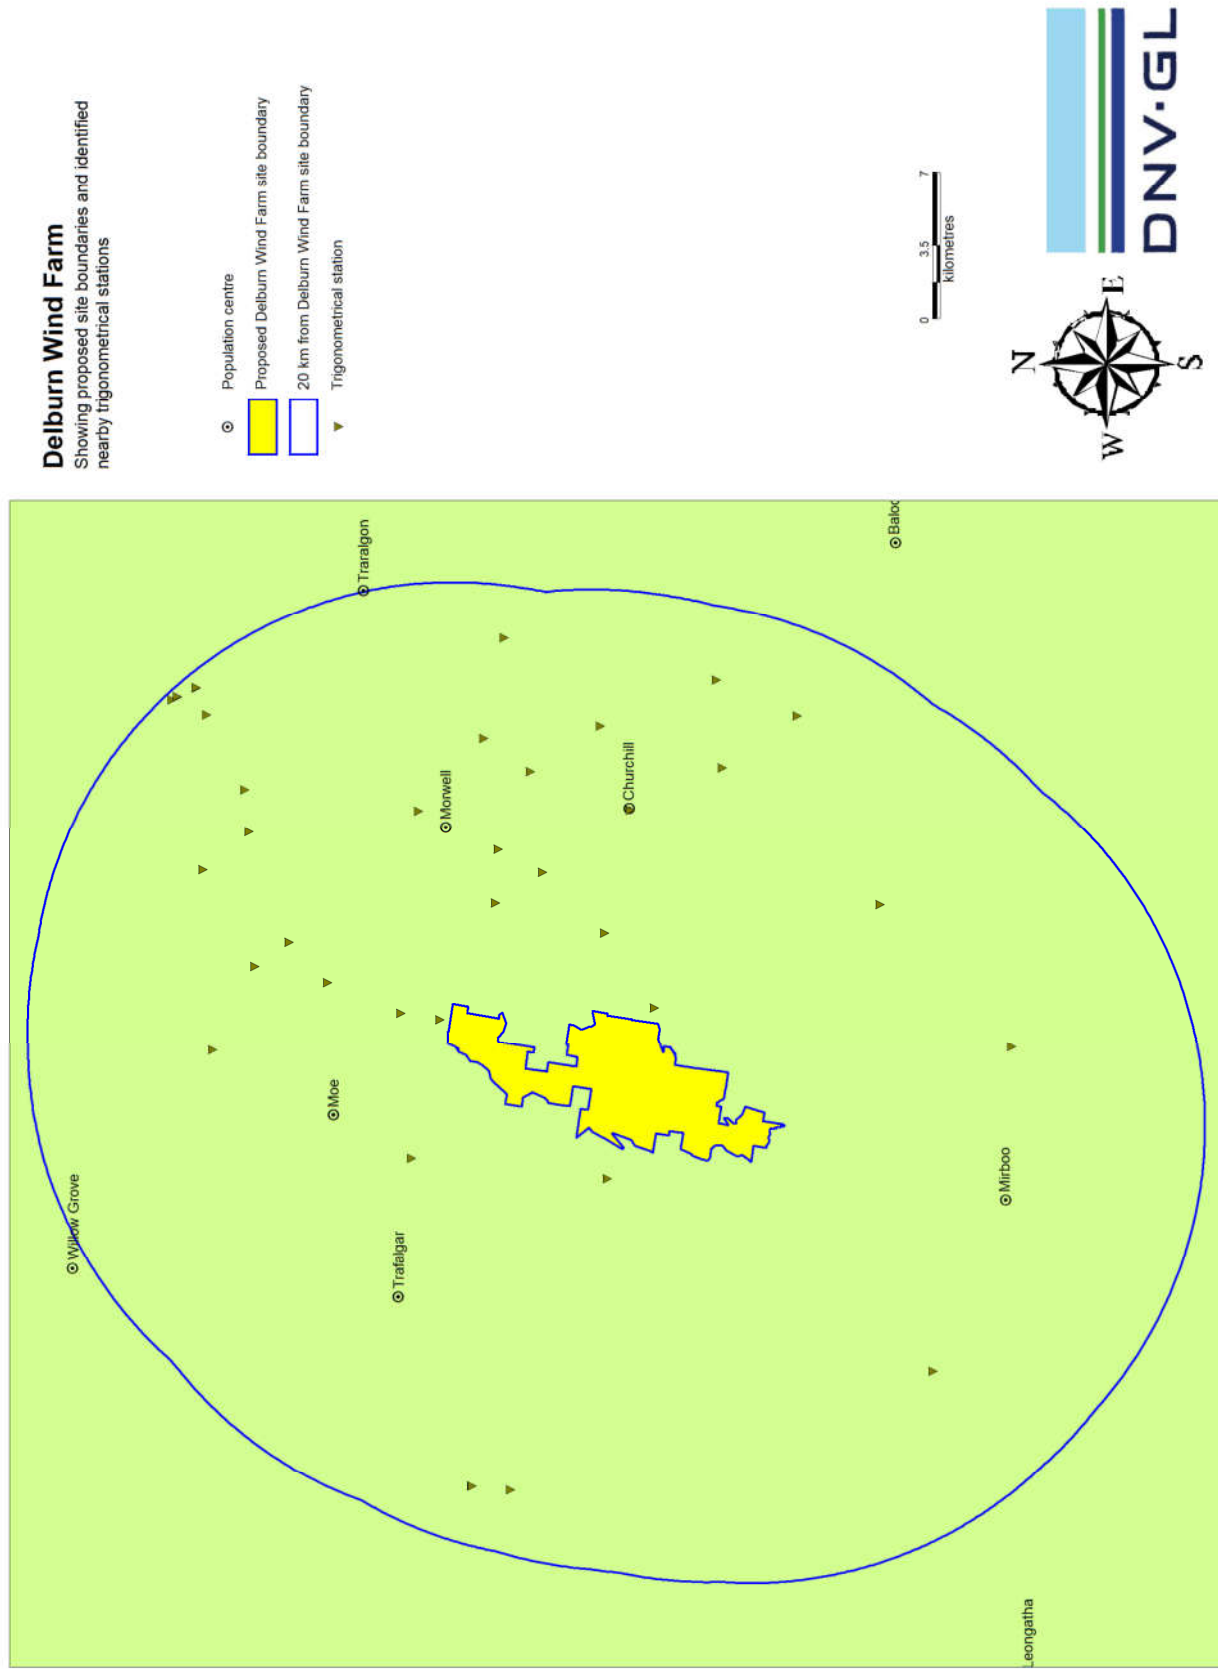 Delburn Wind Farm
Showing proposed site boundaries and identified
nearby trigonometrical stations
Population centre
Proposed Delburn Wind Farm site boundary
20 km from Delburn Wind Farm site boundary
Trigonometrical station
0 3.5 7
kilometres
N
W E
S
DNV·GL
Willow Grove
Moe
Traralgon
Trafalgar
Morwell
Churchill
Baloo
Mirboo
Leongatha